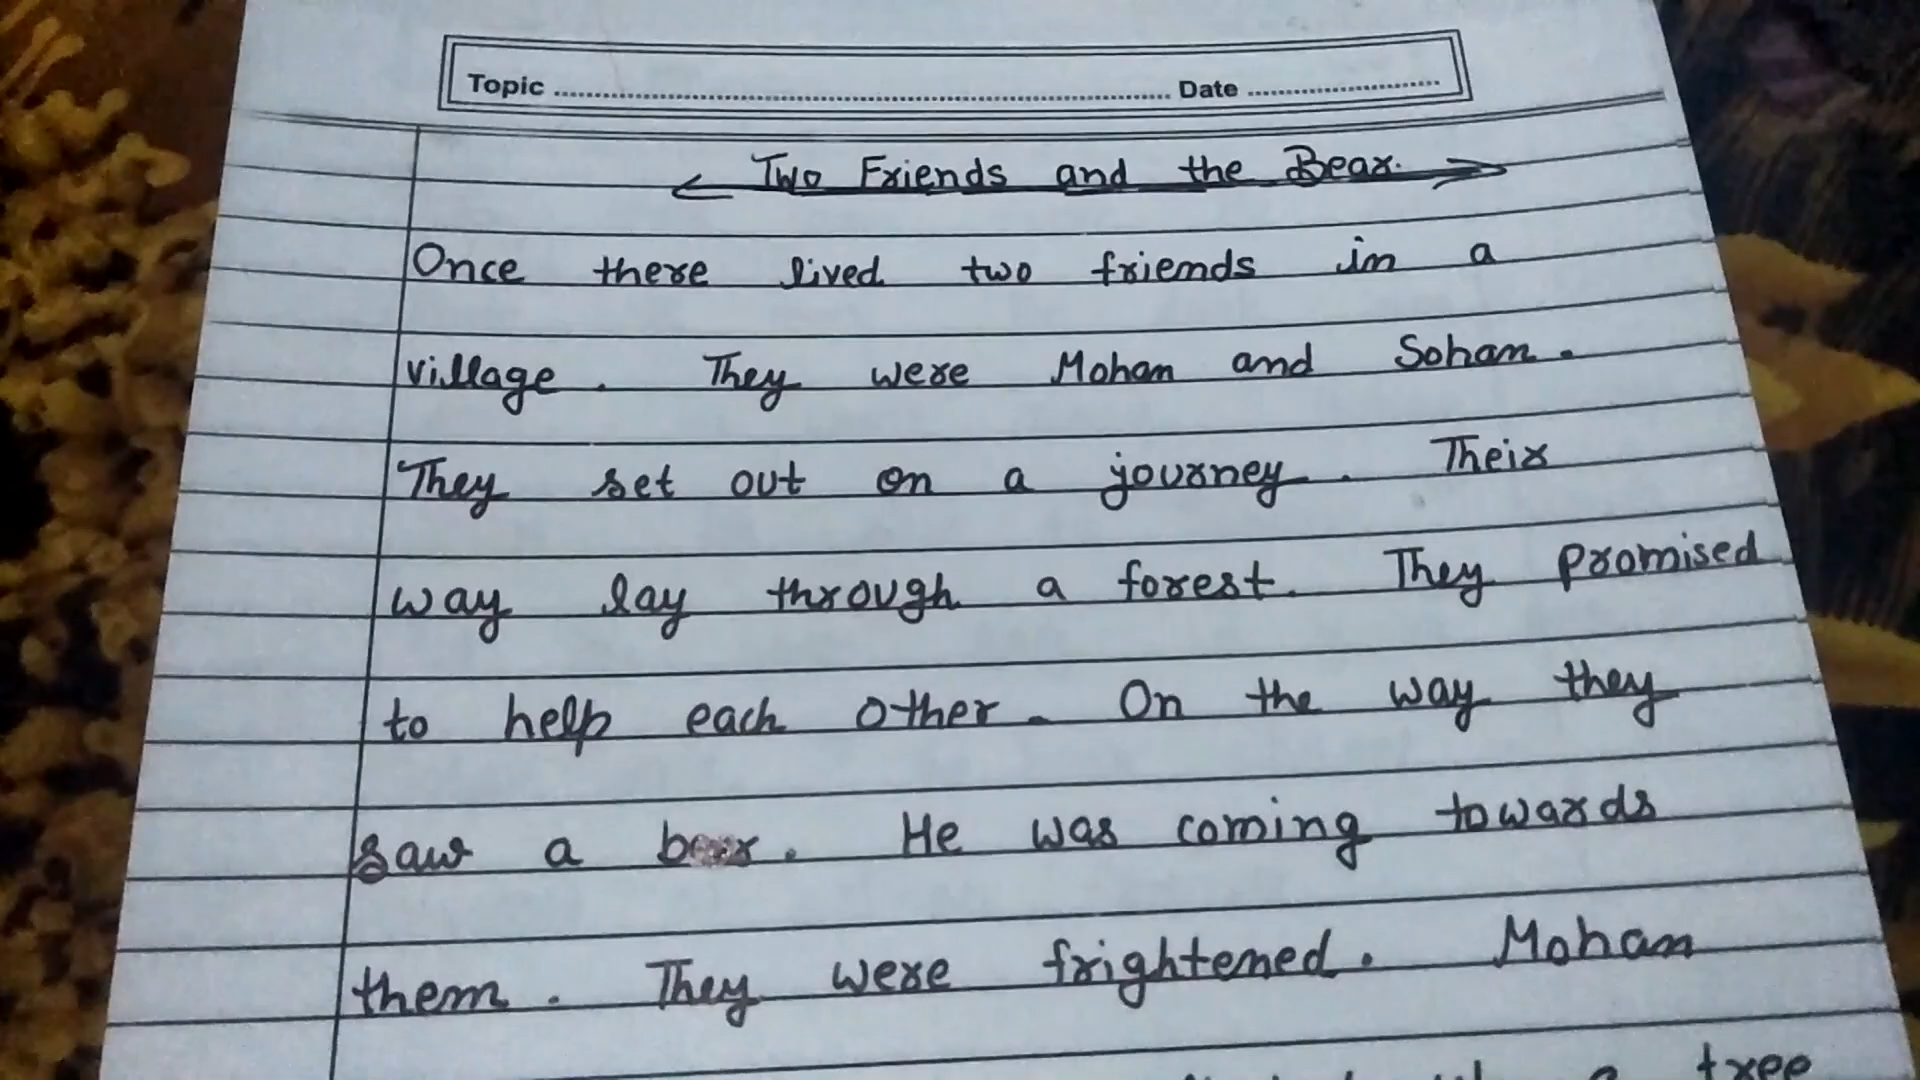 Topic ........ Date ........
Two Friends and the Bear.
Once there lived two friends in a
village. They were Mohan and Sohan.
They set out on a journey. Their
way lay through a forest. They promised
to help each other. On the way they
saw a bear. He was coming towards
them. They were frightened. Mohan
a tree